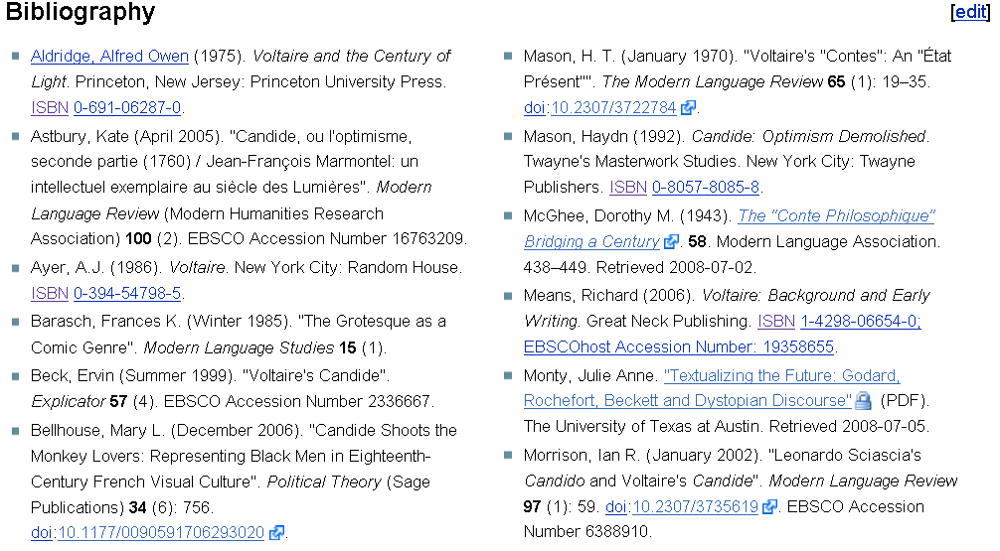 Bibliography
[edit]
Aldridge, Alfred Owen (1975). Voltaire and the Century of
Light. Princeton, New Jersey: Princeton University Press.
ISBN 0-691-06287-0.
Astbury, Kate (April 2005). "Candide, ou l'optimisme,
seconde partie (1760) / Jean-François Marmontel: un
intellectuel exemplaire au siècle des Lumières". Modern
Language Review (Modern Humanities Research
Association) 100 (2). EBSCO Accession Number 16763209.
Ayer, A.J. (1986). Voltaire. New York City: Random House.
ISBN 0-394-54798-5.
Barasch, Frances K. (Winter 1985). "The Grotesque as a
Comic Genre". Modern Language Studies 15 (1).
Beck, Ervin (Summer 1999). "Voltaire's Candide".
Explicator 57 (4). EBSCO Accession Number 2336667.
Bellhouse, Mary L. (December 2006). "Candide Shoots the
Monkey Lovers: Representing Black Men in Eighteenth-
Century French Visual Culture". Political Theory (Sage
Publications) 34 (6): 756.
doi:10.1177/0090591706293020.
Mason, H. T. (January 1970). "Voltaire's "Contes": An "État
Présent"". The Modern Language Review 65 (1): 19–35.
doi:10.2307/3722784.
Mason, Haydn (1992). Candide: Optimism Demolished.
Twayne's Masterwork Studies. New York City: Twayne
Publishers. ISBN 0-8057-8085-8.
McGhee, Dorothy M. (1943). The "Conte Philosophique"
Bridging a Century. 58. Modern Language Association.
438–449. Retrieved 2008-07-02.
Means, Richard (2006). Voltaire: Background and Early
Writing. Great Neck Publishing. ISBN 1-4298-06654-0;
EBSCOhost Accession Number: 19358655.
Monty, Julie Anne. "Textualizing the Future: Godard,
Rochefort, Beckett and Dystopian Discourse" (PDF).
The University of Texas at Austin. Retrieved 2008-07-05.
Morrison, Ian R. (January 2002). "Leonardo Sciascia's
Candido and Voltaire's Candide". Modern Language Review
97 (1): 59. doi:10.2307/3735619. EBSCO Accession
Number 6388910.